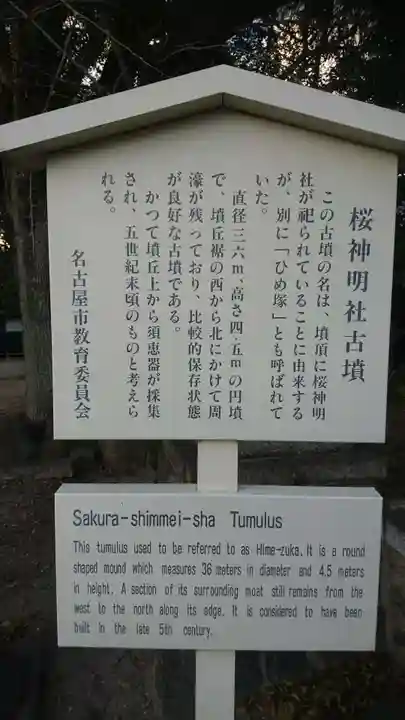 桜神明社古墳
この古墳の名は、墳頂に桜神明
社が祀られていることに由来する
が、別に「ひめ塚」とも呼ばれて
いた。
直径三六m、高さ四.五mの円墳
で、墳丘裾の西から北にかけて周
濠が残っており、比較的保存状態
が良好な古墳である。
かつて墳丘上から須恵器が採集
され、五世紀末頃のものと考えら
れる。
名古屋市教育委員会
Sakura-shimmei-sha Tumulus
This tumulus used to be referred to as Hime-zuka. It is a round
shaped mound which measures 36 meters in diameter and 4.5 meters
in height. A section of its surrounding moat still remains from the
west to the north along its edge. It is considered to have been
built in the late 5th century.